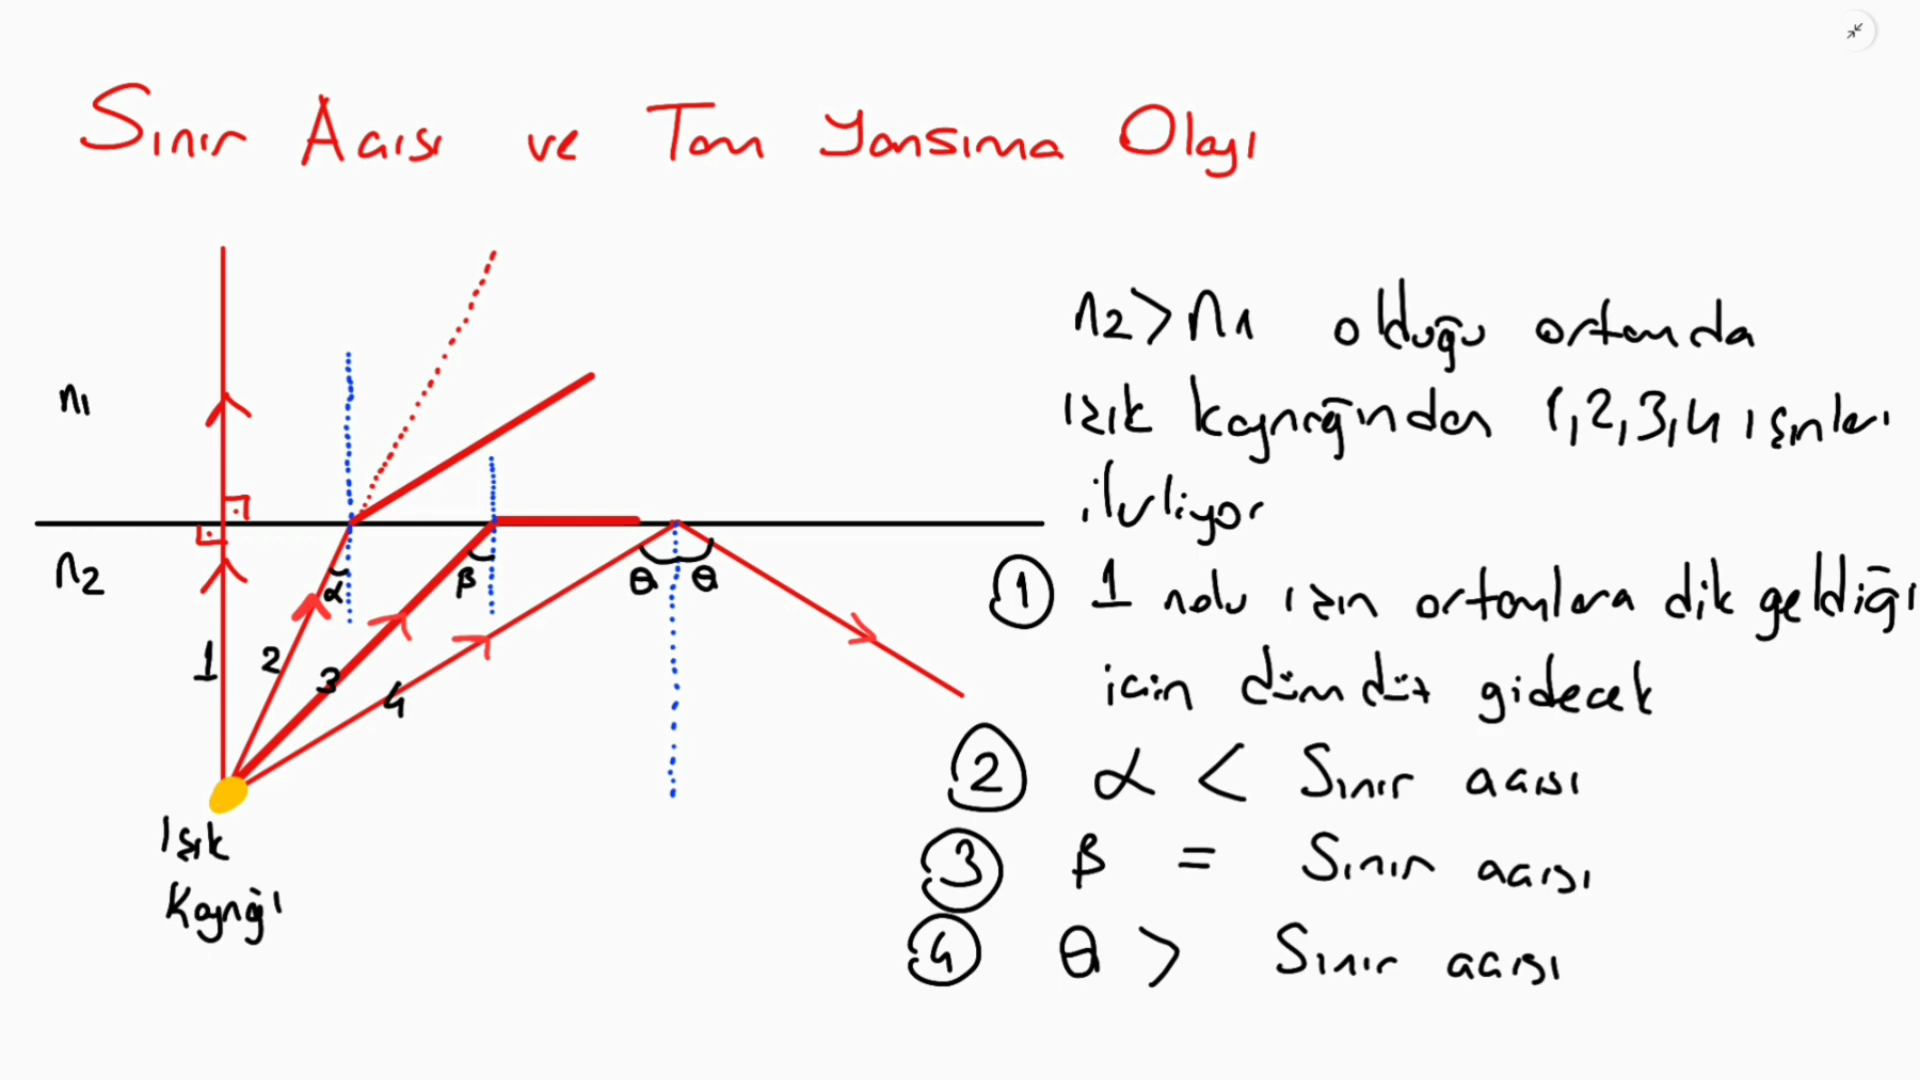 Sınır Açısı ve Tam Yansıma Olayı
n1
n2
α
β
θ θ
1
2
3
4
Işık
Kaynağı
n2 > n1 olduğu ortamda
ışık kaynağından 1,2,3,4 ışınları
ilerliyor
① 1 nolu ışın ortamlara dik geldiği
için dümdüz gidecek
② α < Sınır açısı
③ β = Sınır açısı
④ θ > Sınır açısı